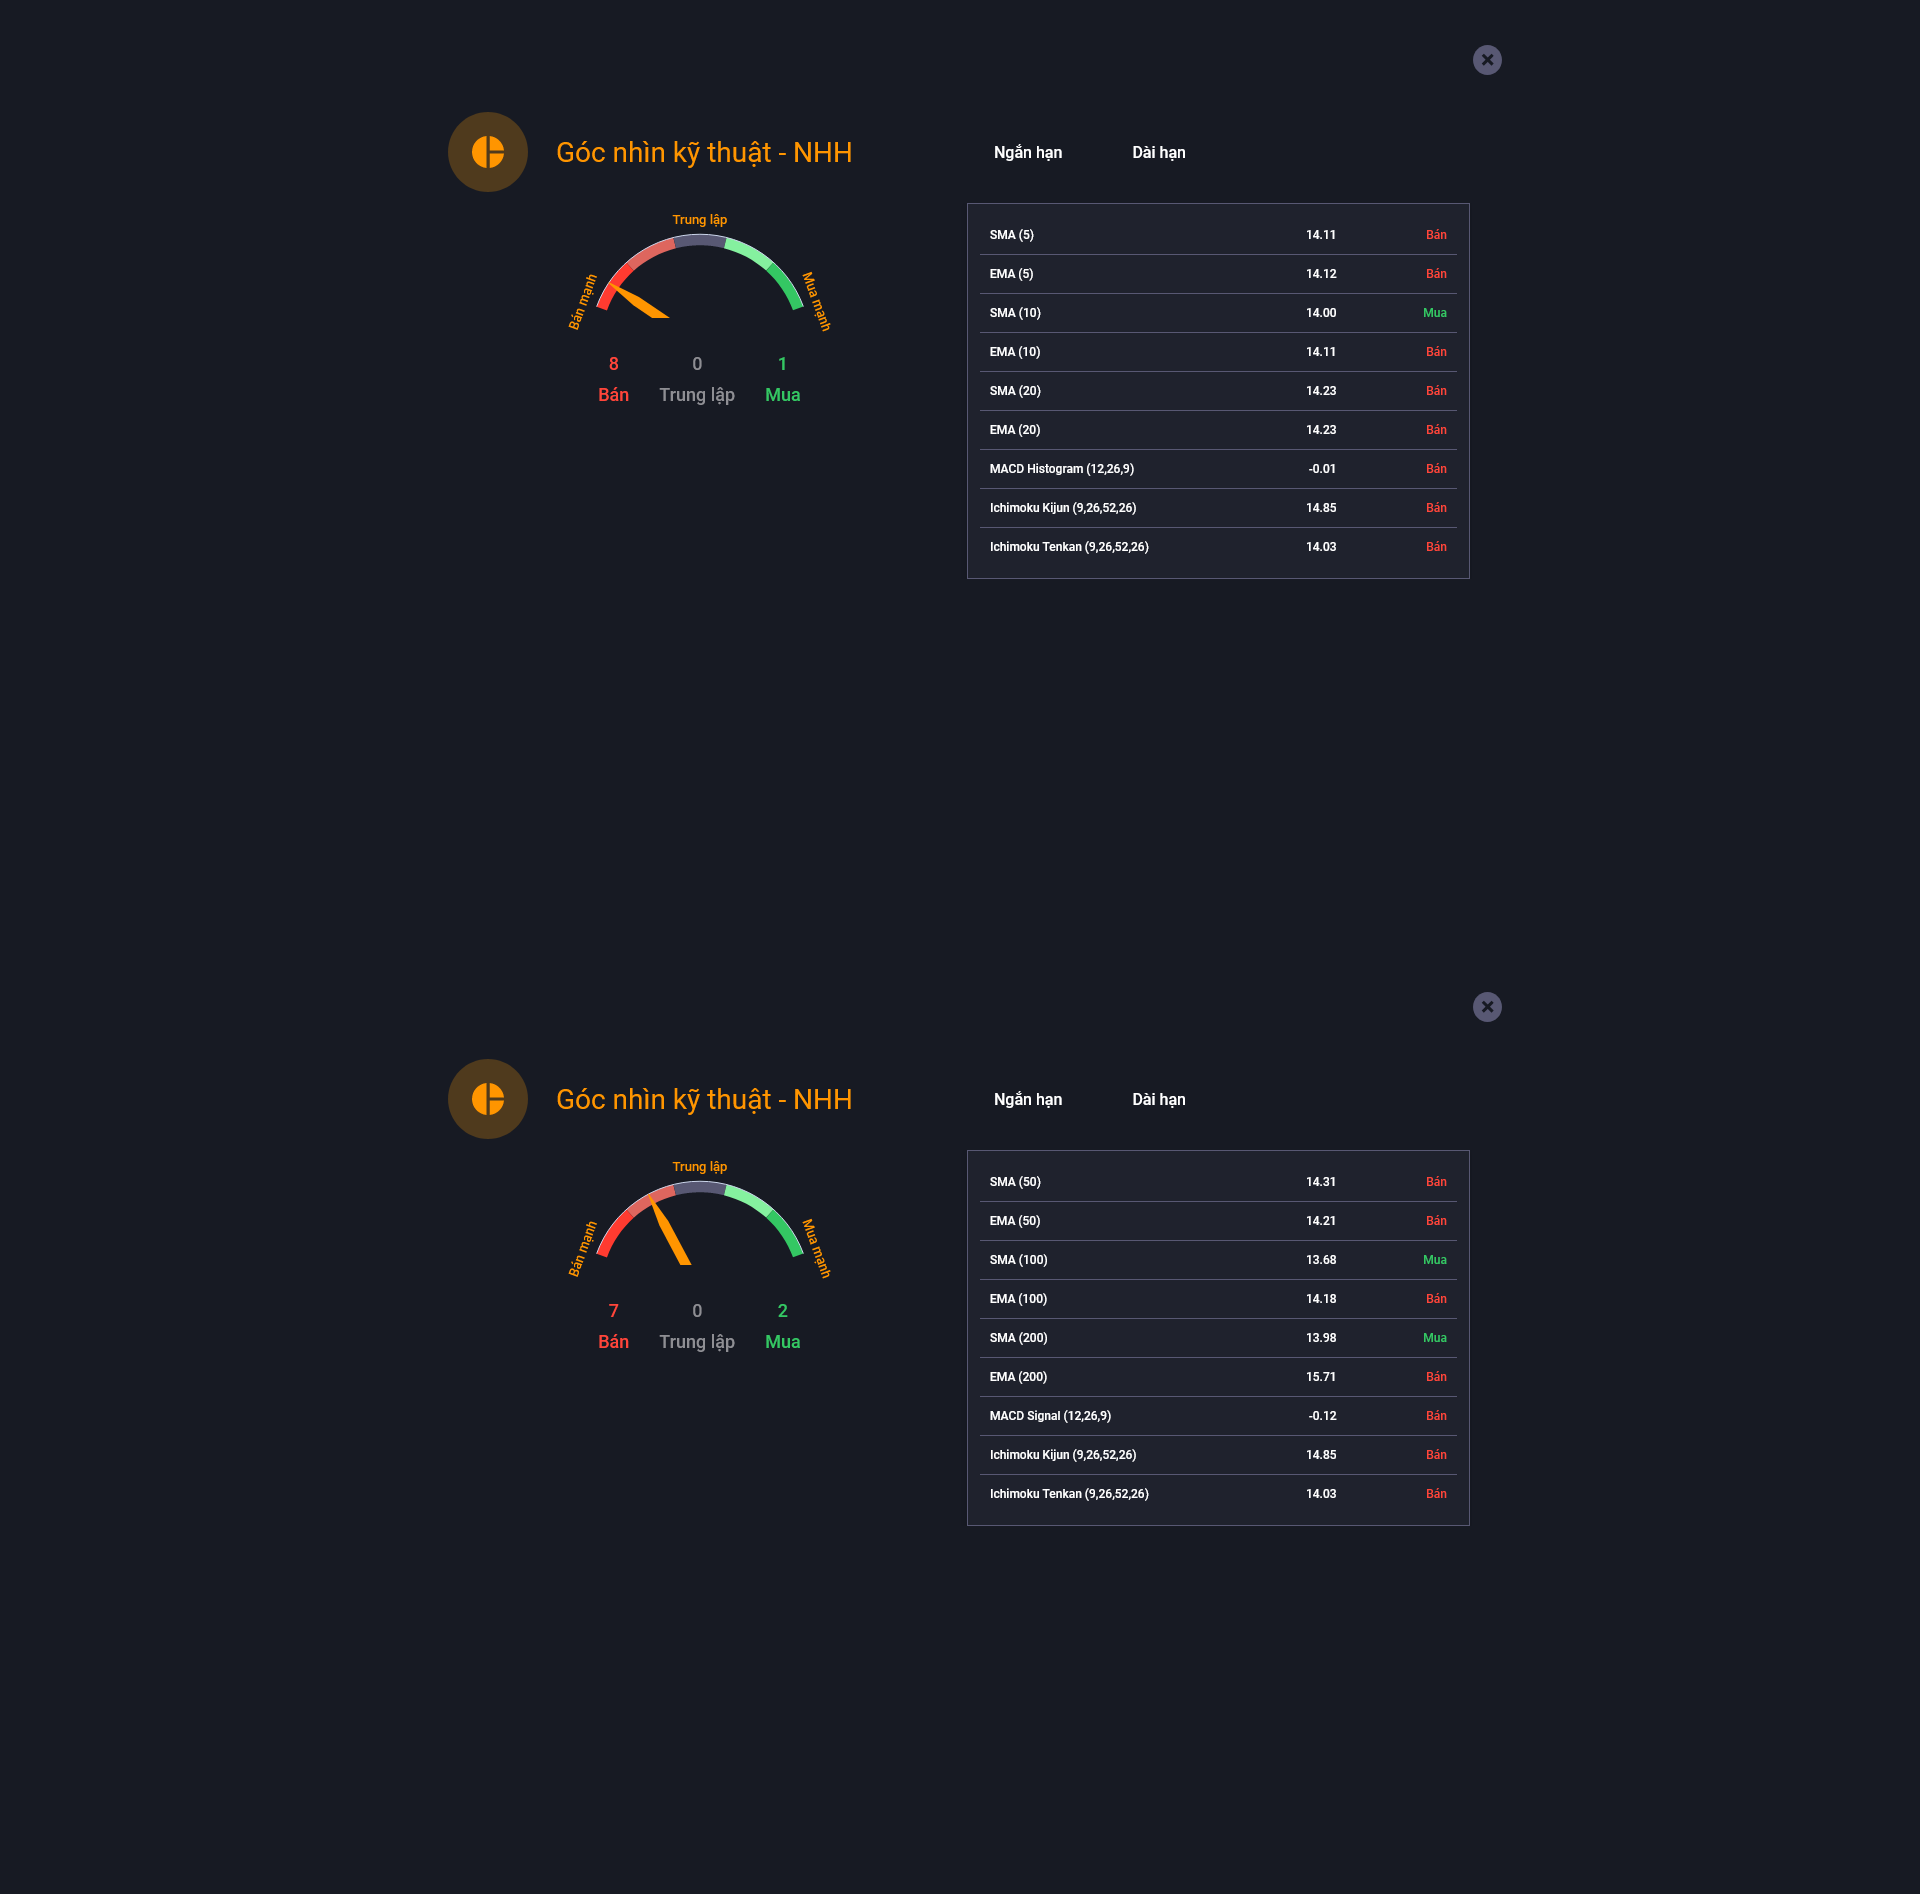 Góc nhìn kỹ thuật - NHH
Trung lập
Bán mạnh
Mua mạnh
8 0 1
Bán Trung lập Mua
Ngắn hạn Dài hạn
SMA (5) 14.11 Bán
EMA (5) 14.12 Bán
SMA (10) 14.00 Mua
EMA (10) 14.11 Bán
SMA (20) 14.23 Bán
EMA (20) 14.23 Bán
MACD Histogram (12,26,9) -0.01 Bán
Ichimoku Kijun (9,26,52,26) 14.85 Bán
Ichimoku Tenkan (9,26,52,26) 14.03 Bán
Góc nhìn kỹ thuật - NHH
Trung lập
Bán mạnh
Mua mạnh
7 0 2
Bán Trung lập Mua
Ngắn hạn Dài hạn
SMA (50) 14.31 Bán
EMA (50) 14.21 Bán
SMA (100) 13.68 Mua
EMA (100) 14.18 Bán
SMA (200) 13.98 Mua
EMA (200) 15.71 Bán
MACD Signal (12,26,9) -0.12 Bán
Ichimoku Kijun (9,26,52,26) 14.85 Bán
Ichimoku Tenkan (9,26,52,26) 14.03 Bán